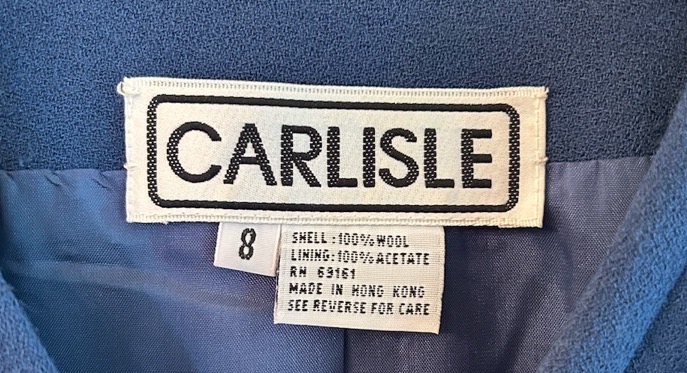 CARLISLE
8
SHELL:100% WOOL
LINING:100% ACETATE
RN 69161
MADE IN HONG KONG
SEE REVERSE FOR CARE